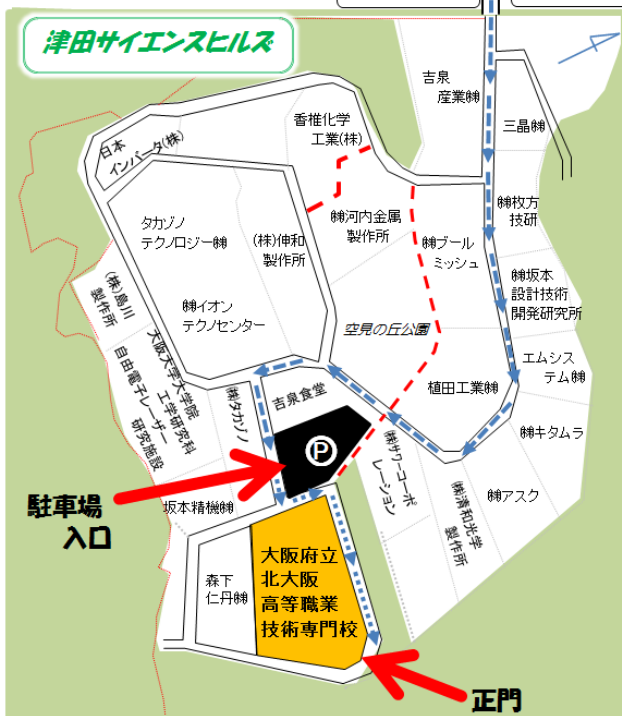 津田サイエンスヒルズ
吉泉
産業㈱
三晶㈱
香椎化学
工業(株)
日本
インバータ(株)
㈱枚方
技研
タカゾノ
テクノロジー㈱
(株)伸和
製作所
㈱河内金属
製作所
㈱ブール
ミッシュ
㈱坂本
設計技術
開発研究所
(株)島川
製作所
㈱イオン
テクノセンター
空見の丘公園
エムシス
テム㈱
大阪大学大学院
工学研究科
自由電子レーザー
研究施設
㈱タカゾノ
吉泉食堂
植田工業㈱
㈱キタムラ
P
㈱サワーコーポ
レーション
㈱清和光学
製作所
㈱アスク
駐車場
入口
坂本精機㈱
森下
仁丹㈱
大阪府立
北大阪
高等職業
技術専門校
正門